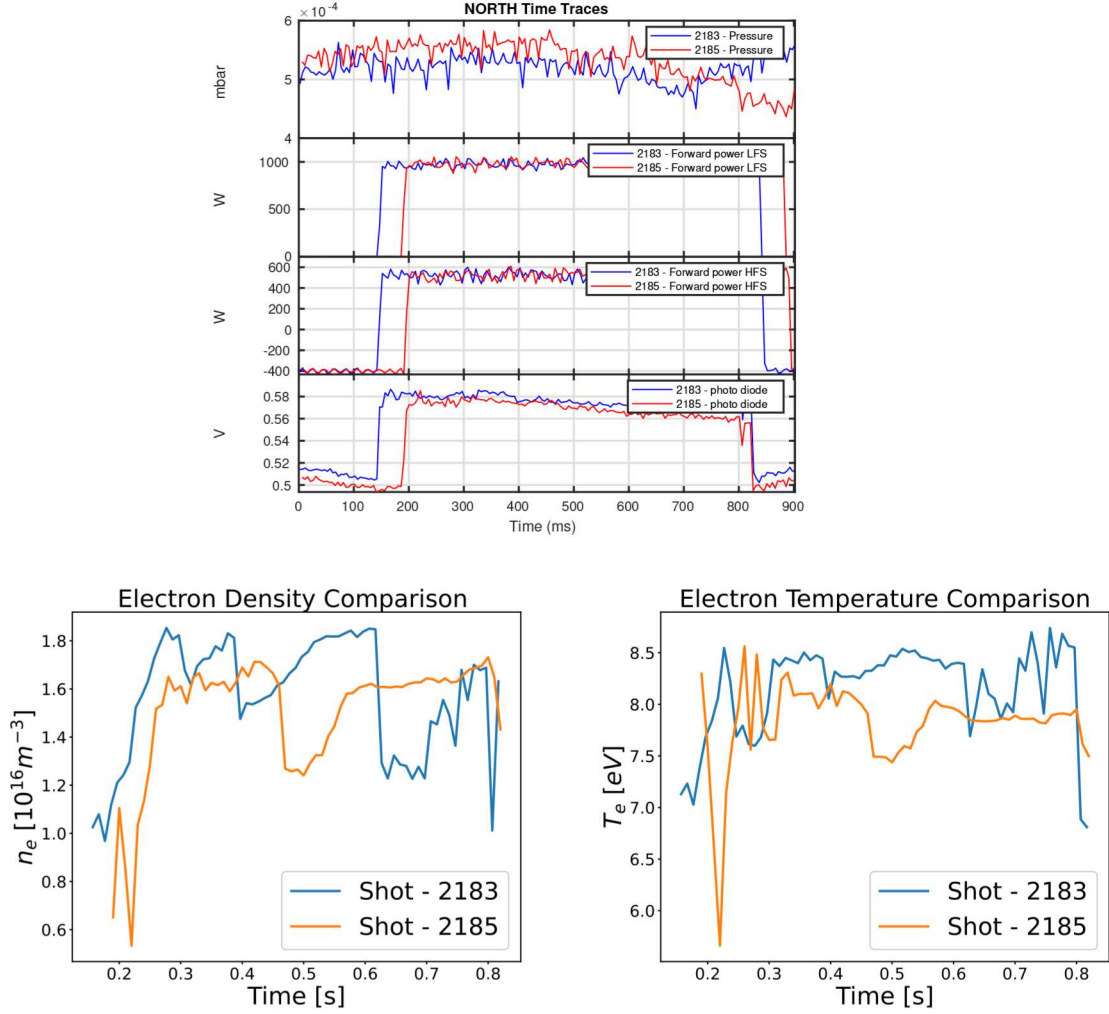 NORTH Time Traces
6 ×10⁻⁴
5
4
mbar
2183 - Pressure
2185 - Pressure
1000
500
0
W
2183 - Forward power LFS
2185 - Forward power LFS
600
400
200
0
-200
-400
W
2183 - Forward power HFS
2185 - Forward power HFS
0.58
0.56
0.54
0.52
0.5
V
2183 - photo diode
2185 - photo diode
0 100 200 300 400 500 600 700 800 900
Time (ms)
Electron Density Comparison
1.8
1.6
1.4
1.2
1.0
0.8
0.6
n_e [10¹⁶m⁻³]
Shot - 2183
Shot - 2185
0.2 0.3 0.4 0.5 0.6 0.7 0.8
Time [s]
Electron Temperature Comparison
8.5
8.0
7.5
7.0
6.5
6.0
T_e [eV]
Shot - 2183
Shot - 2185
0.2 0.3 0.4 0.5 0.6 0.7 0.8
Time [s]